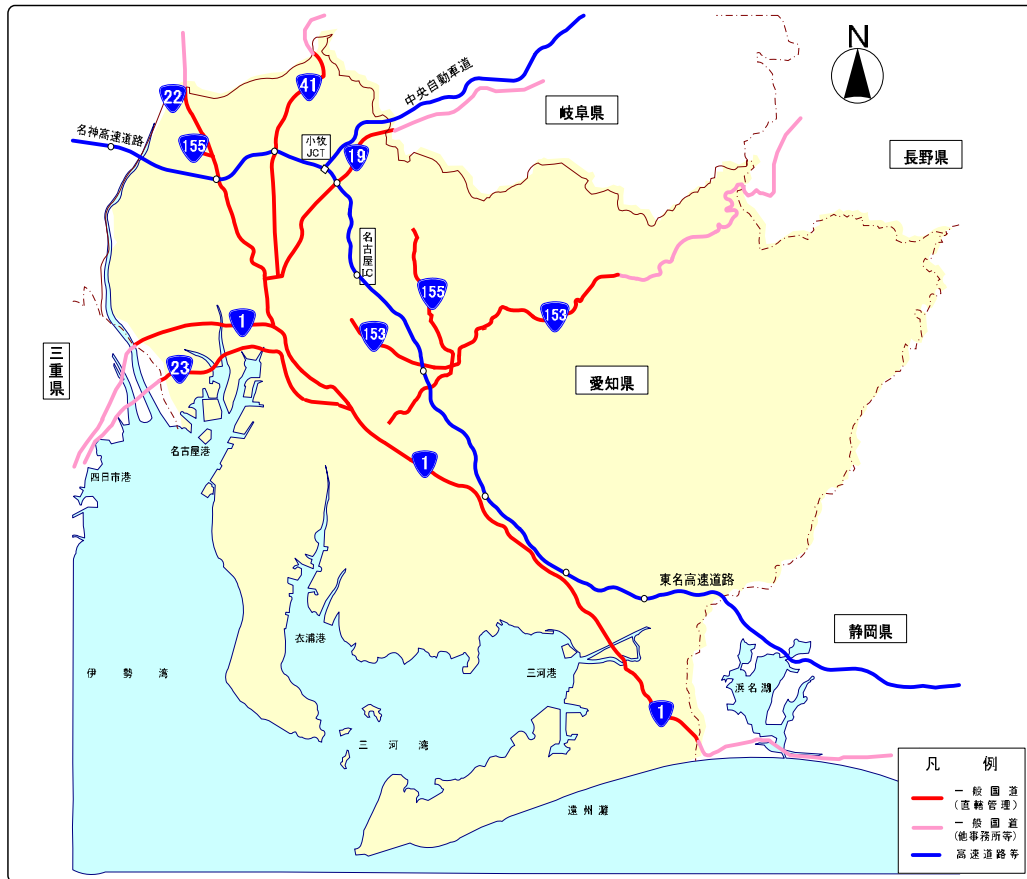 N
41
22
中央自動車道
岐阜県
名神高速道路
155
小牧
JCT
19
長野県
名古屋IC
155
153
1
153
23
三重県
愛知県
名古屋港
1
四日市港
東名高速道路
衣浦港
静岡県
伊勢湾
三河港
浜名湖
1
三河湾
凡 例
一般国道
(直轄管理)
遠州灘
一般国道
(他事務所等)
高速道路等